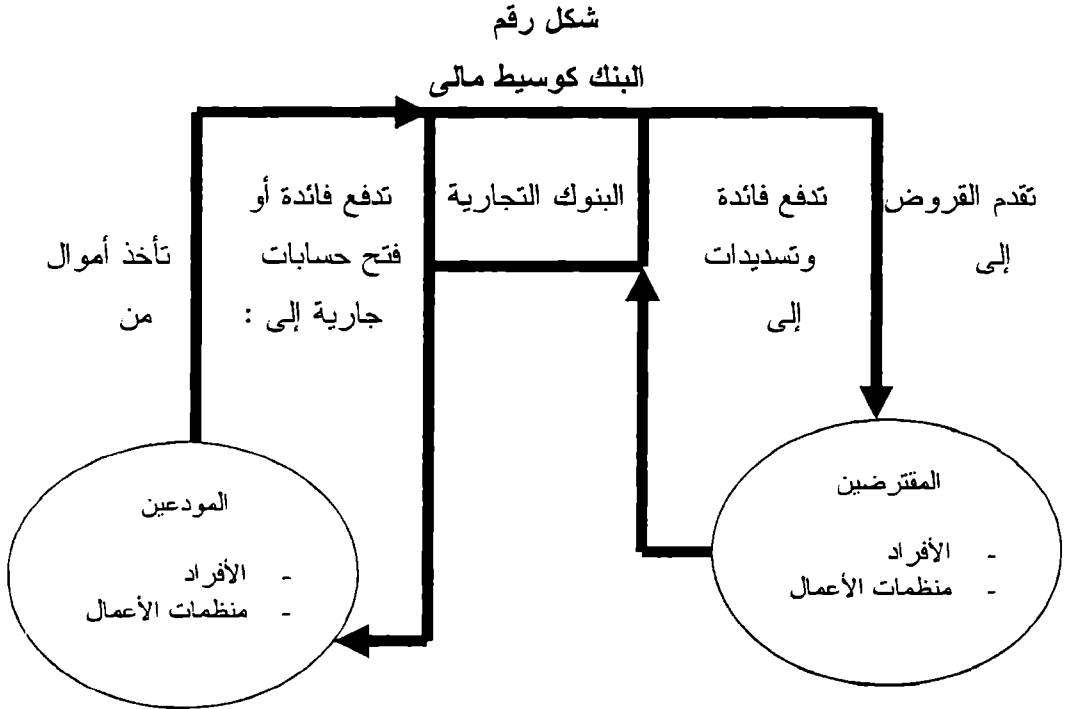 شكل رقم
البنك كوسيط مالى
تقدم القروض
إلى
تدفع فائدة
وتسديدات
إلى
البنوك التجارية
تدفع فائدة أو
فتح حسابات
جارية إلى :
تأخذ أموال
من
المقترضين
- الأفراد
- منظمات الأعمال
المودعين
- الأفراد
- منظمات الأعمال